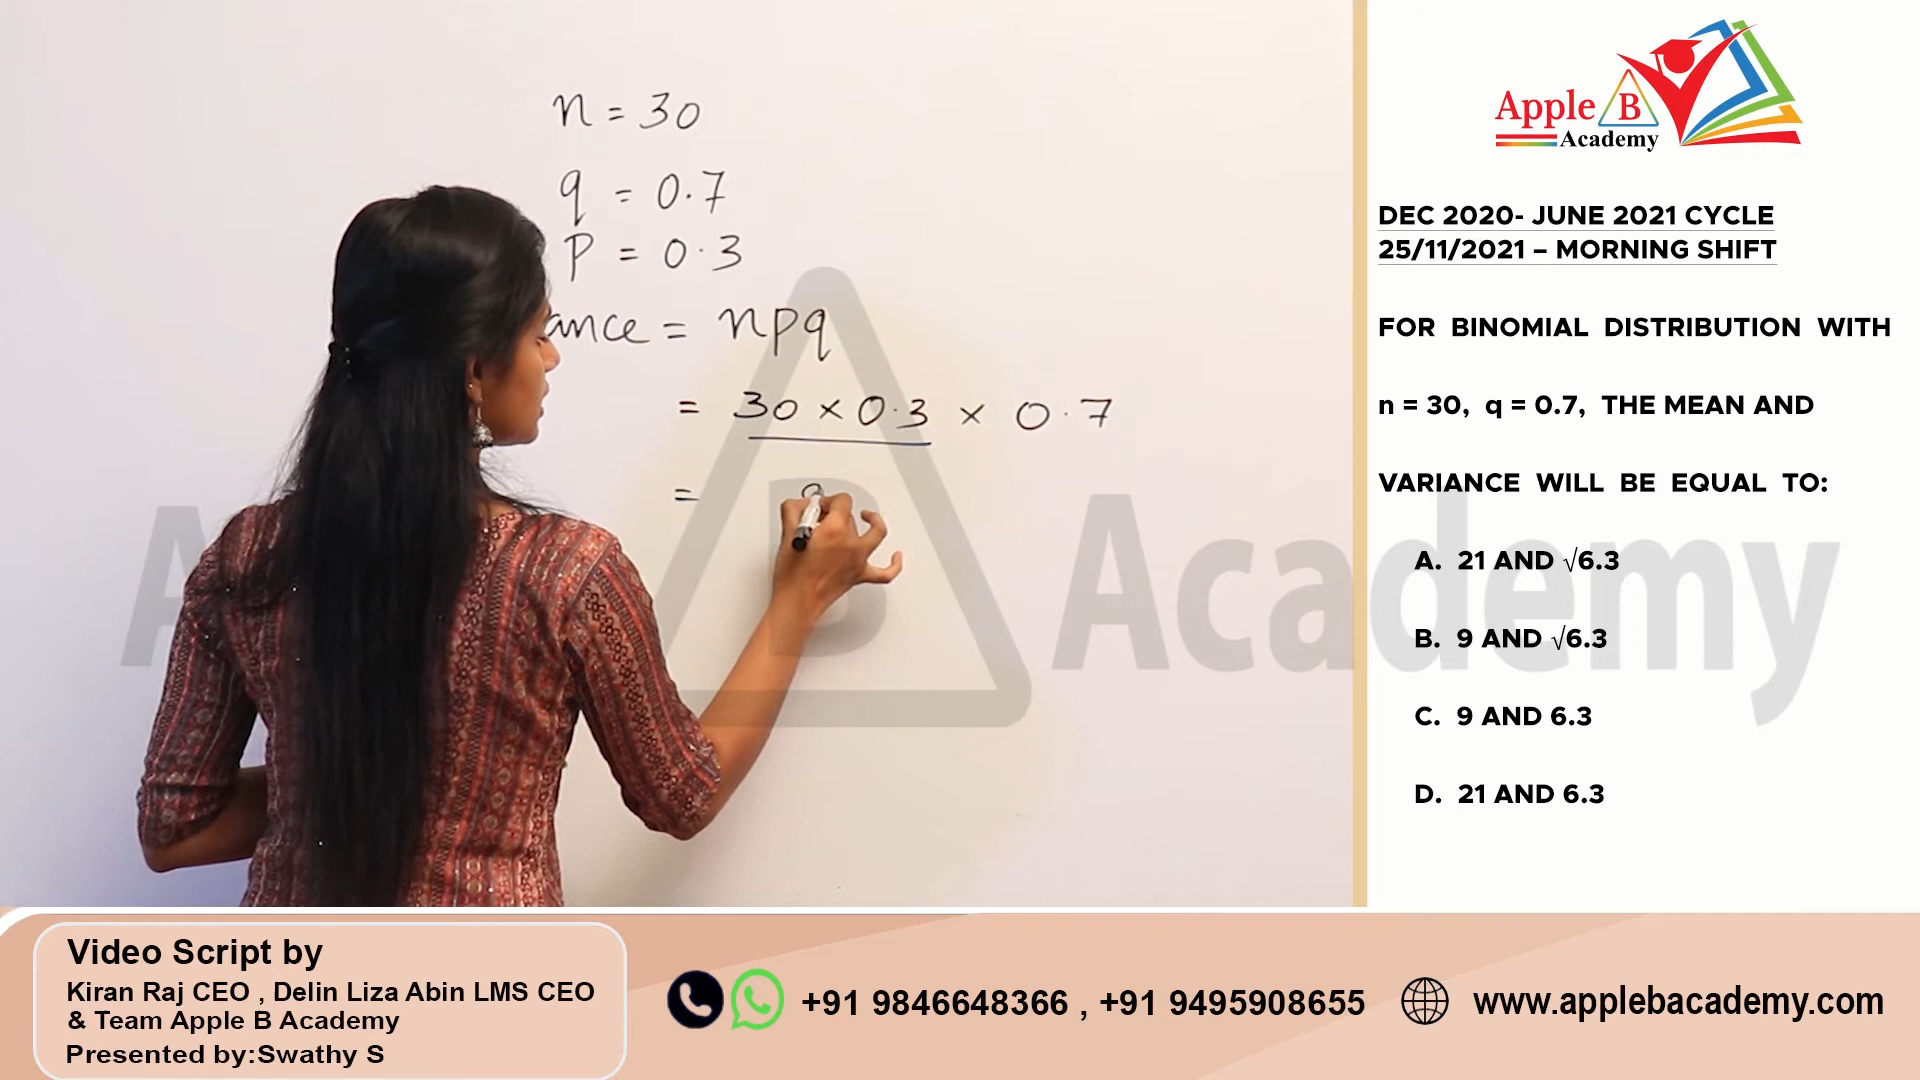 n = 30
q = 0.7
P = 0.3
ance = npq
= 30 × 0.3 × 0.7
=
Apple B
Academy
DEC 2020- JUNE 2021 CYCLE
25/11/2021 – MORNING SHIFT
FOR BINOMIAL DISTRIBUTION WITH
n = 30, q = 0.7, THE MEAN AND
VARIANCE WILL BE EQUAL TO:
A. 21 AND √6.3
B. 9 AND √6.3
C. 9 AND 6.3
D. 21 AND 6.3
A B Academy
Video Script by
Kiran Raj CEO , Delin Liza Abin LMS CEO
& Team Apple B Academy
Presented by:Swathy S
+91 9846648366 , +91 9495908655
www.applebacademy.com